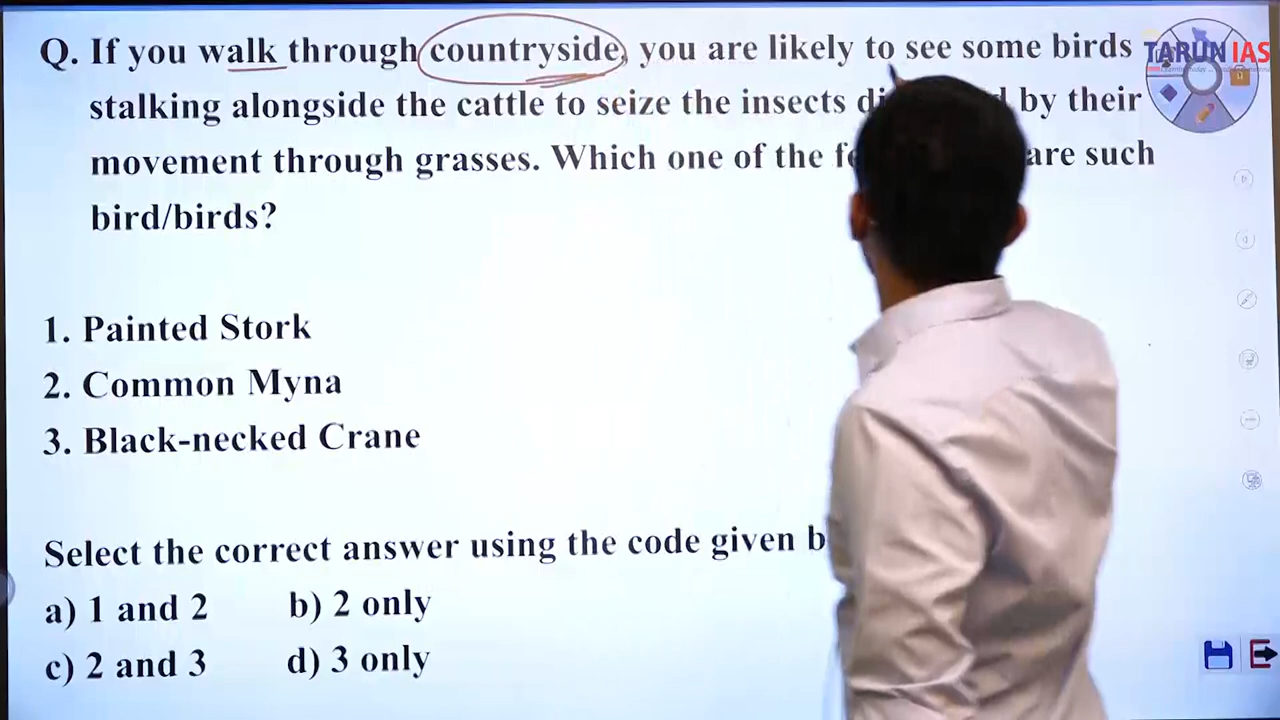 Q. If you walk through countryside, you are likely to see some birds
TARUN IAS
stalking alongside the cattle to seize the insects by their
movement through grasses. Which one of the are such
bird/birds?
1. Painted Stork
2. Common Myna
3. Black-necked Crane
Select the correct answer using the code given
a) 1 and 2 b) 2 only
c) 2 and 3 d) 3 only